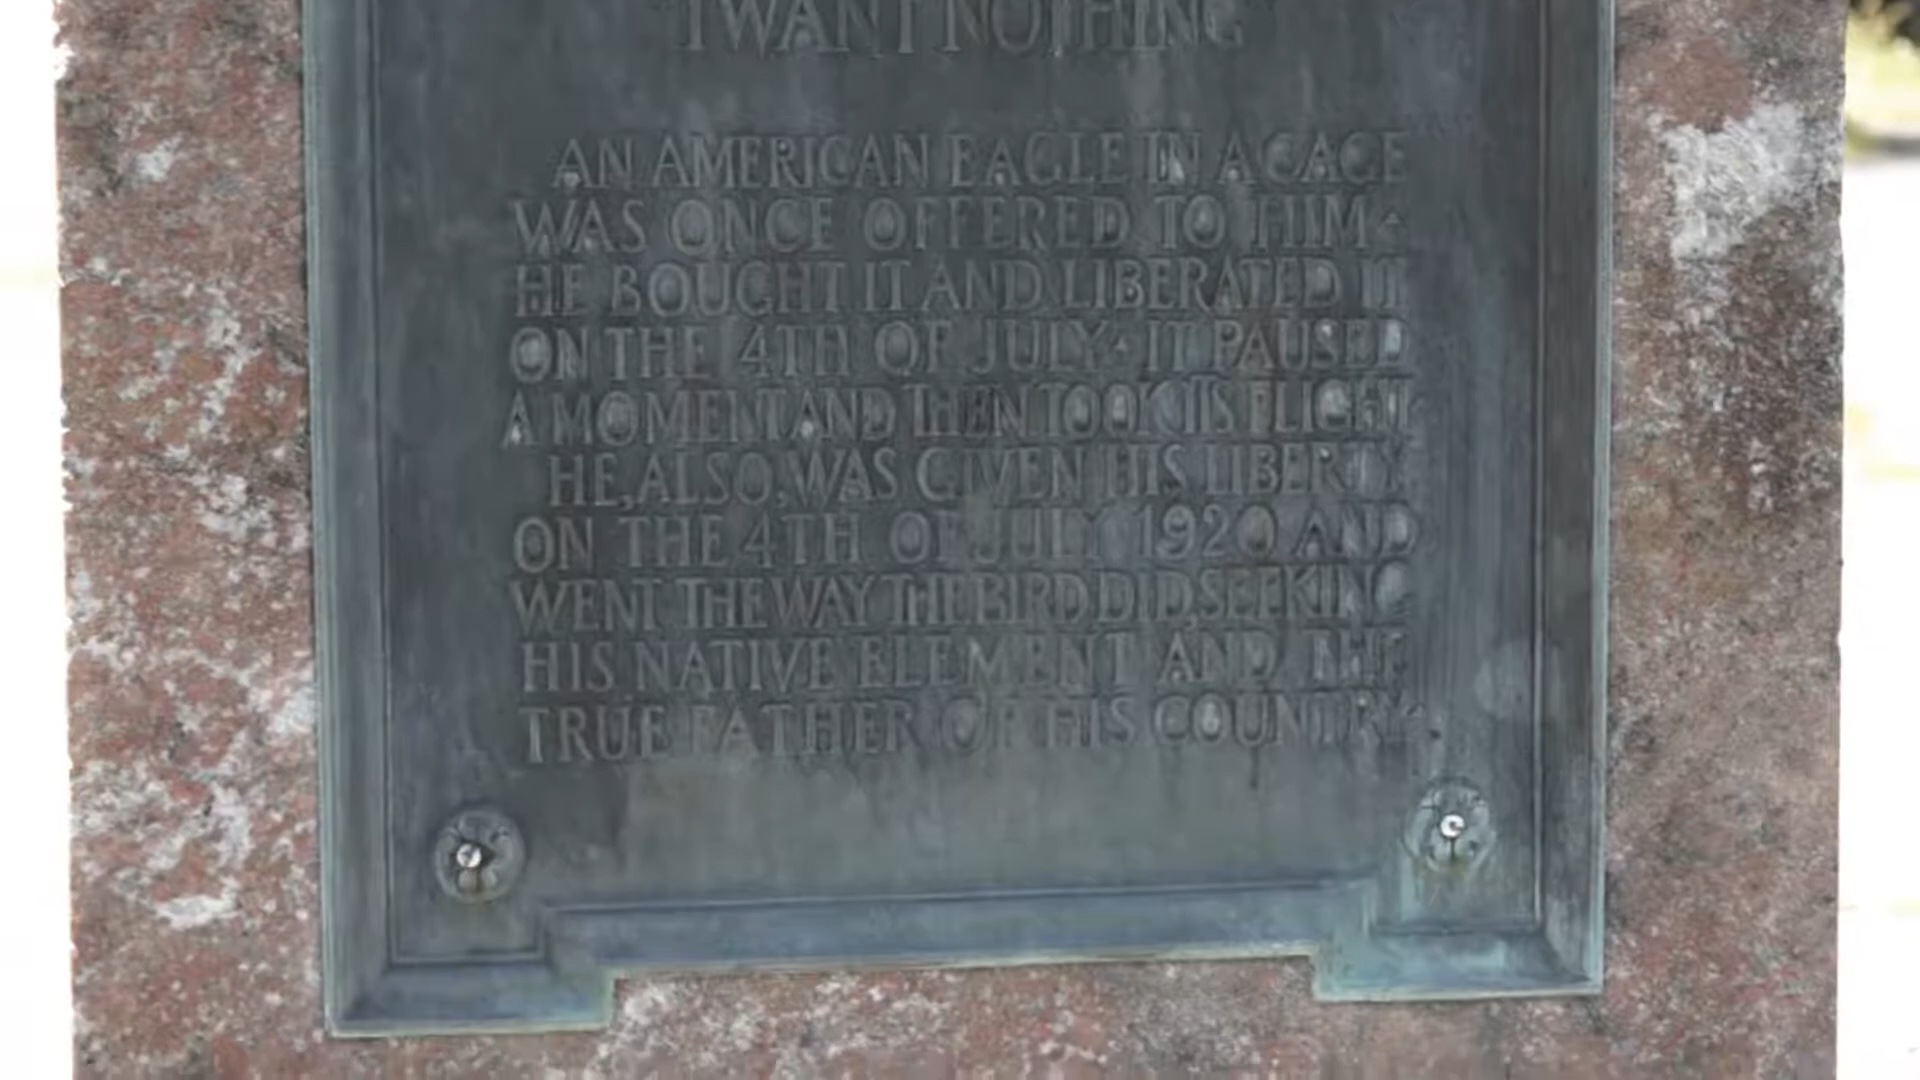 I WANT NOTHING
AN AMERICAN EAGLE IN A CAGE
WAS ONCE OFFERED TO HIM·
HE BOUGHT IT AND LIBERATED IT
ON THE 4TH OF JULY· IT PAUSED
A MOMENT AND THEN TOOK ITS FLIGHT·
HE, ALSO, WAS GIVEN HIS LIBERTY
ON THE 4TH OF JULY 1920 AND
WENT THE WAY THE BIRD DID, SEEKING
HIS NATIVE ELEMENT AND THE
TRUE FATHER OF HIS COUNTRY·